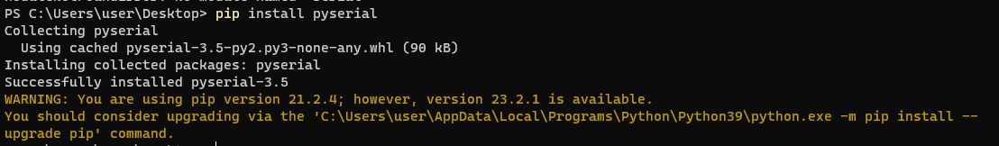 PS C:\Users\user\Desktop> pip install pyserial
Collecting pyserial
  Using cached pyserial-3.5-py2.py3-none-any.whl (90 kB)
Installing collected packages: pyserial
Successfully installed pyserial-3.5
WARNING: You are using pip version 21.2.4; however, version 23.2.1 is available.
You should consider upgrading via the 'C:\Users\user\AppData\Local\Programs\Python\Python39\python.exe -m pip install --
upgrade pip' command.